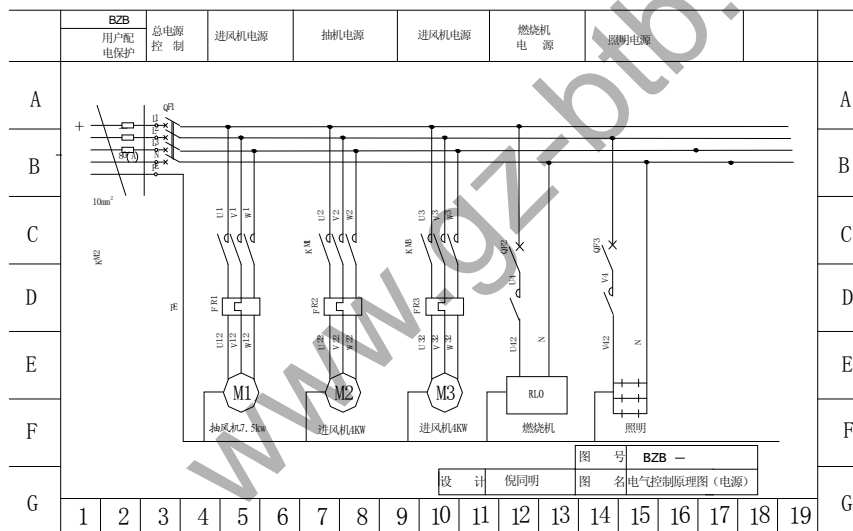 BZB
用户配
电保护
总电源
控 制
进风机电源
抽机电源
进风机电源
燃烧机
电 源
照明电源
A
A
B
B
C
C
D
D
E
E
F
F
G
G
QF1
L1
L2
L3
N
PE
+
80(A)
10mm²
KM2
PE
U1
V1
W1
U2
V2
W2
U3
V3
W3
KM1
KM3
QF2
QF3
U4
V4
FR1
FR2
FR3
U12
V12
W12
U22
V22
W22
U32
V32
W32
U42
N
V42
N
M1
M2
M3
RLO
抽风机7.5kw
进风机4KW
进风机4KW
燃烧机
照明
图 号
BZB —
设 计
倪同明
图 名
电气控制原理图（电源）
1 2 3 4 5 6 7 8 9 10 11 12 13 14 15 16 17 18 19
www.gz-btb.